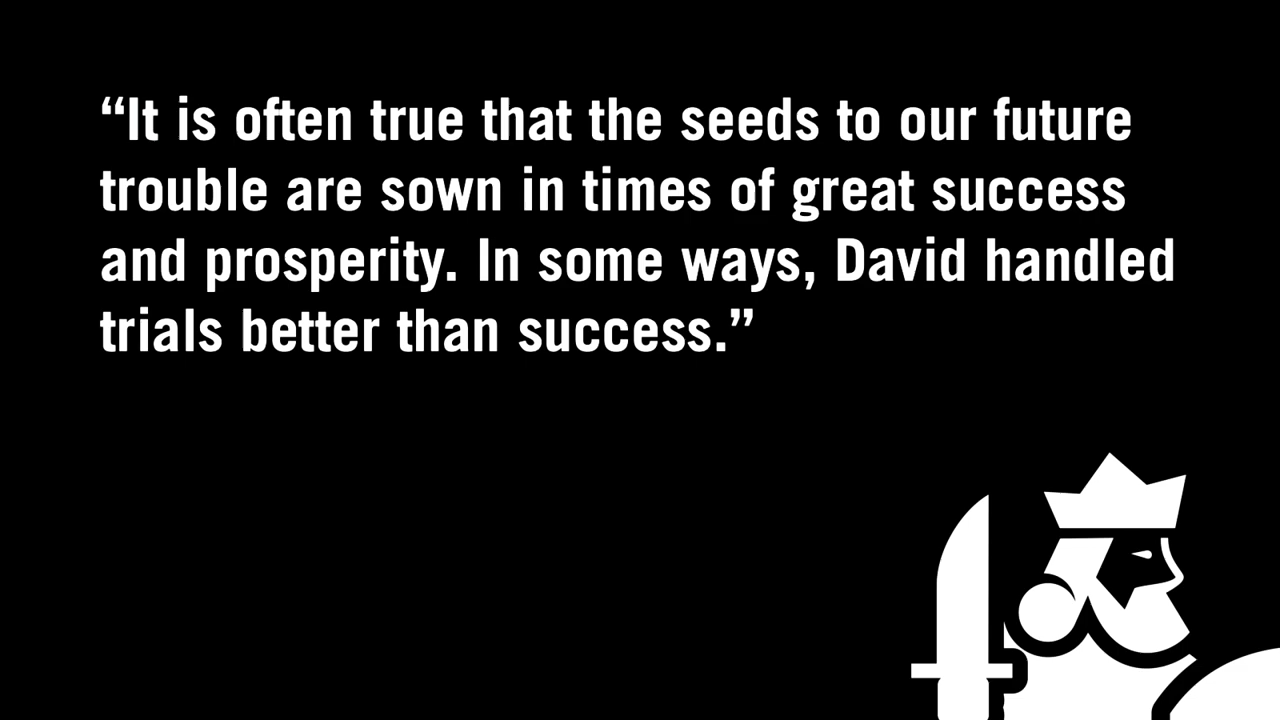 “It is often true that the seeds to our future
trouble are sown in times of great success
and prosperity. In some ways, David handled
trials better than success.”